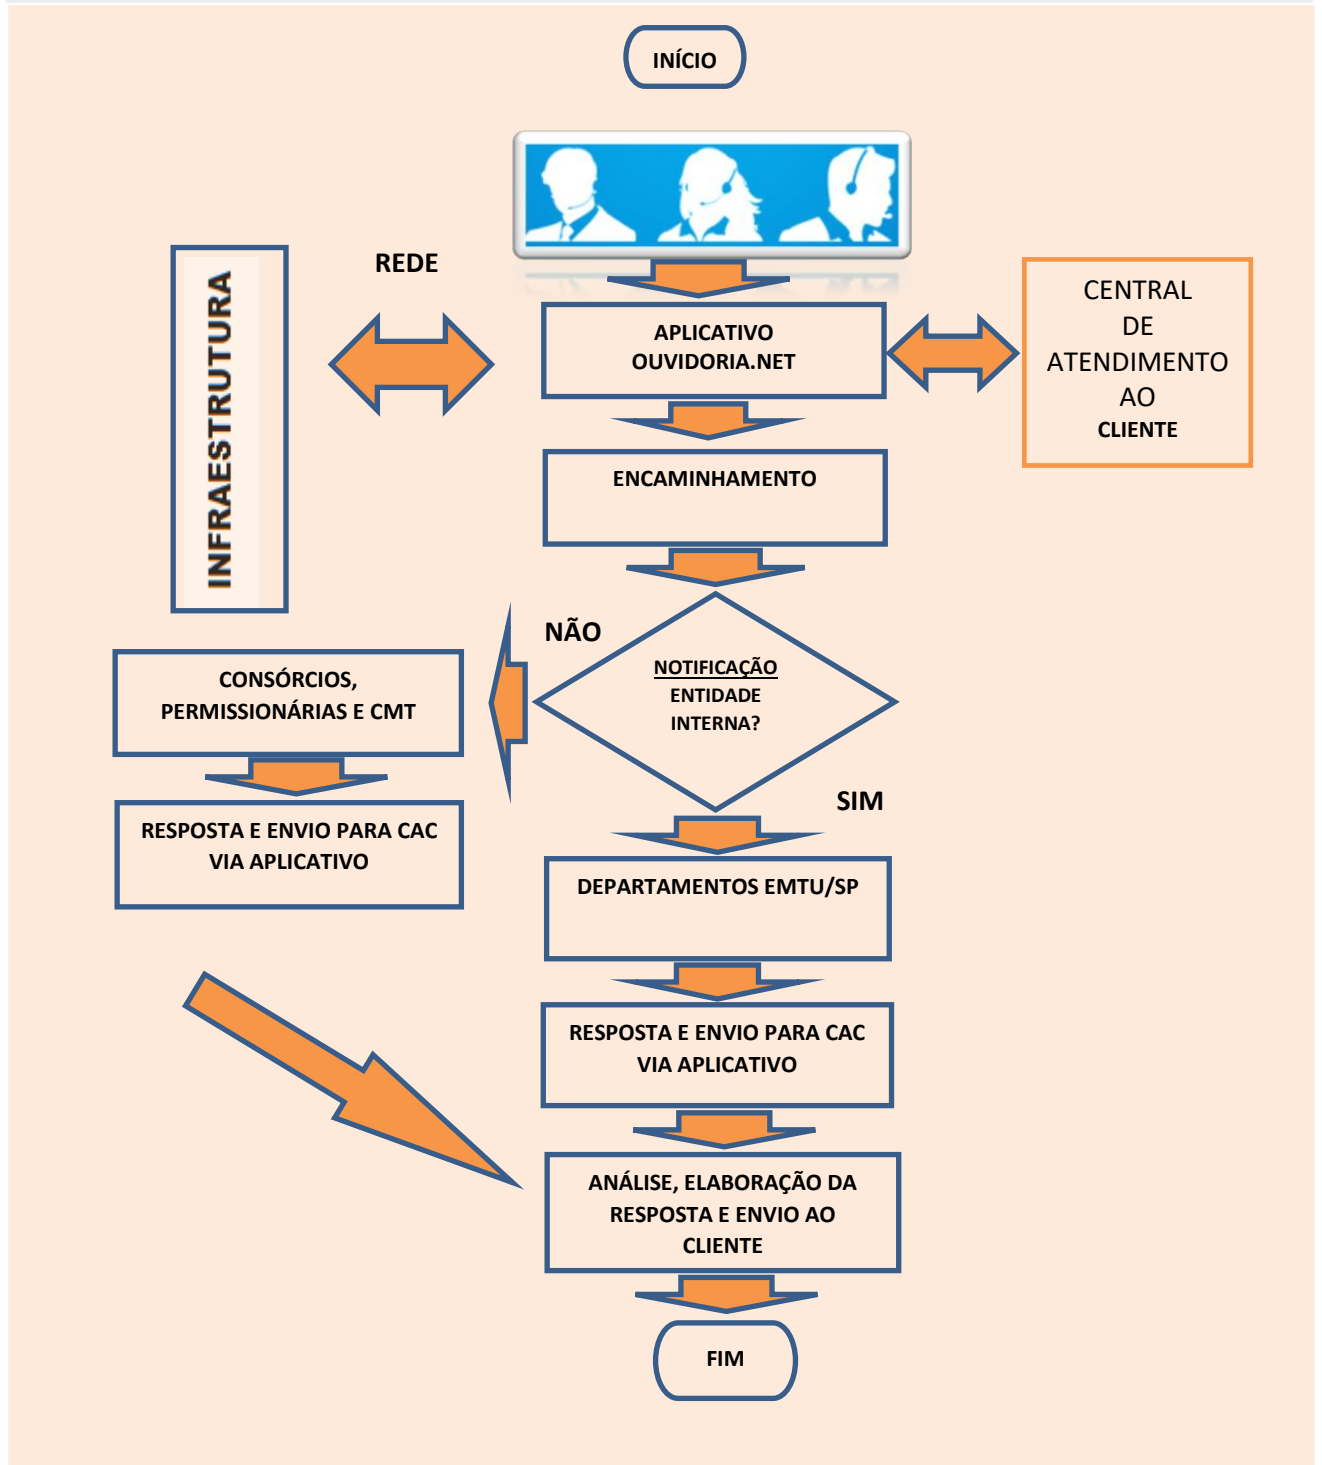 INÍCIO
REDE
INFRAESTRUTURA
APLICATIVO
OUVIDORIA.NET
CENTRAL
DE
ATENDIMENTO
AO
CLIENTE
ENCAMINHAMENTO
NÃO
NOTIFICAÇÃO
ENTIDADE
INTERNA?
CONSÓRCIOS,
PERMISSIONÁRIAS E CMT
SIM
RESPOSTA E ENVIO PARA CAC
VIA APLICATIVO
DEPARTAMENTOS EMTU/SP
RESPOSTA E ENVIO PARA CAC
VIA APLICATIVO
ANÁLISE, ELABORAÇÃO DA
RESPOSTA E ENVIO AO
CLIENTE
FIM